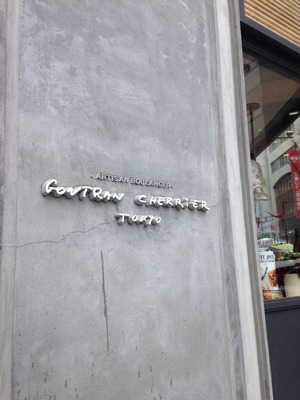 - ARTISAN BOULANGER -
GONTRAN CHERRIER
TOKYO